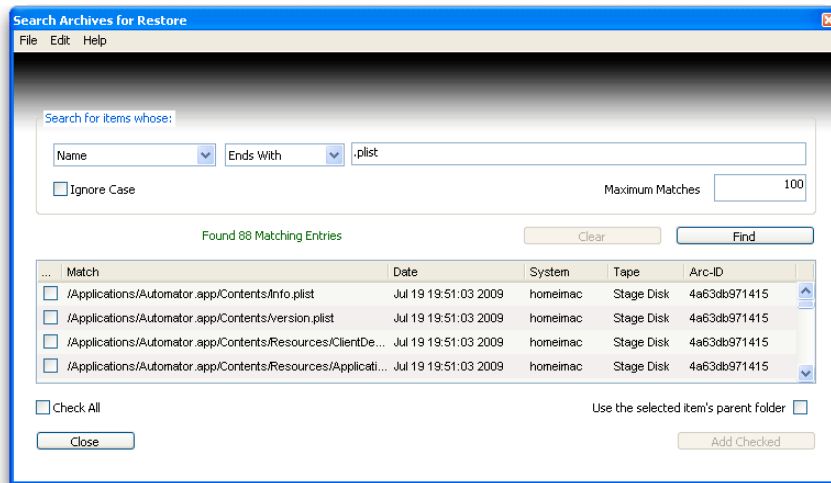 Search Archives for Restore
File Edit Help
Search for items whose:
Name Ends With .plist
Ignore Case Maximum Matches 100
Found 88 Matching Entries Clear Find
... Match Date System Tape Arc-ID
/Applications/Automator.app/Contents/Info.plist Jul 19 19:51:03 2009 homeimac Stage Disk 4a63db971415
/Applications/Automator.app/Contents/version.plist Jul 19 19:51:03 2009 homeimac Stage Disk 4a63db971415
/Applications/Automator.app/Contents/Resources/ClientDe... Jul 19 19:51:03 2009 homeimac Stage Disk 4a63db971415
/Applications/Automator.app/Contents/Resources/Applicati... Jul 19 19:51:03 2009 homeimac Stage Disk 4a63db971415
Check All Use the selected item's parent folder
Close Add Checked